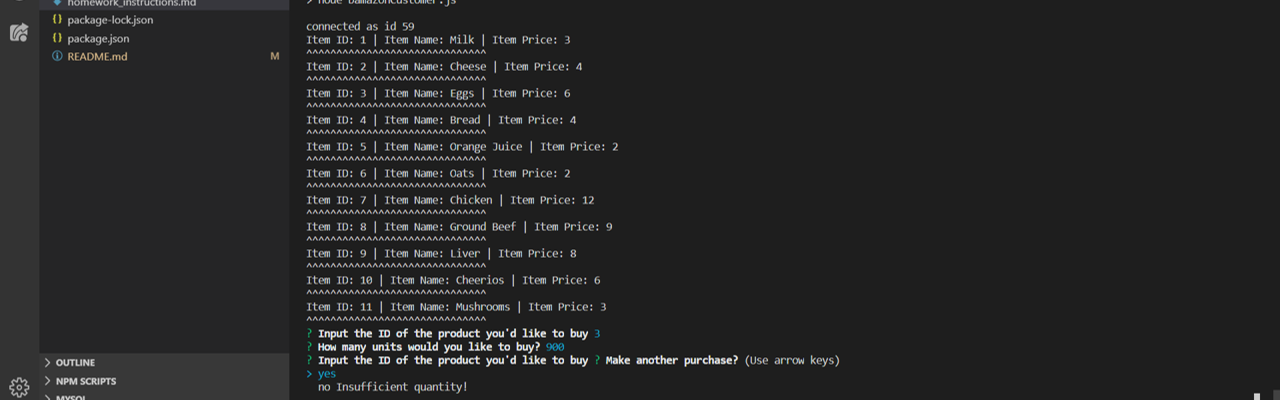 homework_instructions.md
package-lock.json
package.json
README.md M
OUTLINE
NPM SCRIPTS
MYSQL
> node bamazonCustomer.js
connected as id 59
Item ID: 1 | Item Name: Milk | Item Price: 3
^^^^^^^^^^^^^^^^^^^^^^^^^^^^^^
Item ID: 2 | Item Name: Cheese | Item Price: 4
^^^^^^^^^^^^^^^^^^^^^^^^^^^^^^
Item ID: 3 | Item Name: Eggs | Item Price: 6
^^^^^^^^^^^^^^^^^^^^^^^^^^^^^^
Item ID: 4 | Item Name: Bread | Item Price: 4
^^^^^^^^^^^^^^^^^^^^^^^^^^^^^^
Item ID: 5 | Item Name: Orange Juice | Item Price: 2
^^^^^^^^^^^^^^^^^^^^^^^^^^^^^^
Item ID: 6 | Item Name: Oats | Item Price: 2
^^^^^^^^^^^^^^^^^^^^^^^^^^^^^^
Item ID: 7 | Item Name: Chicken | Item Price: 12
^^^^^^^^^^^^^^^^^^^^^^^^^^^^^^
Item ID: 8 | Item Name: Ground Beef | Item Price: 9
^^^^^^^^^^^^^^^^^^^^^^^^^^^^^^
Item ID: 9 | Item Name: Liver | Item Price: 8
^^^^^^^^^^^^^^^^^^^^^^^^^^^^^^
Item ID: 10 | Item Name: Cheerios | Item Price: 6
^^^^^^^^^^^^^^^^^^^^^^^^^^^^^^
Item ID: 11 | Item Name: Mushrooms | Item Price: 3
^^^^^^^^^^^^^^^^^^^^^^^^^^^^^^
? Input the ID of the product you'd like to buy 3
? How many units would you like to buy? 900
? Input the ID of the product you'd like to buy ? Make another purchase? (Use arrow keys)
> yes
no Insufficient quantity!